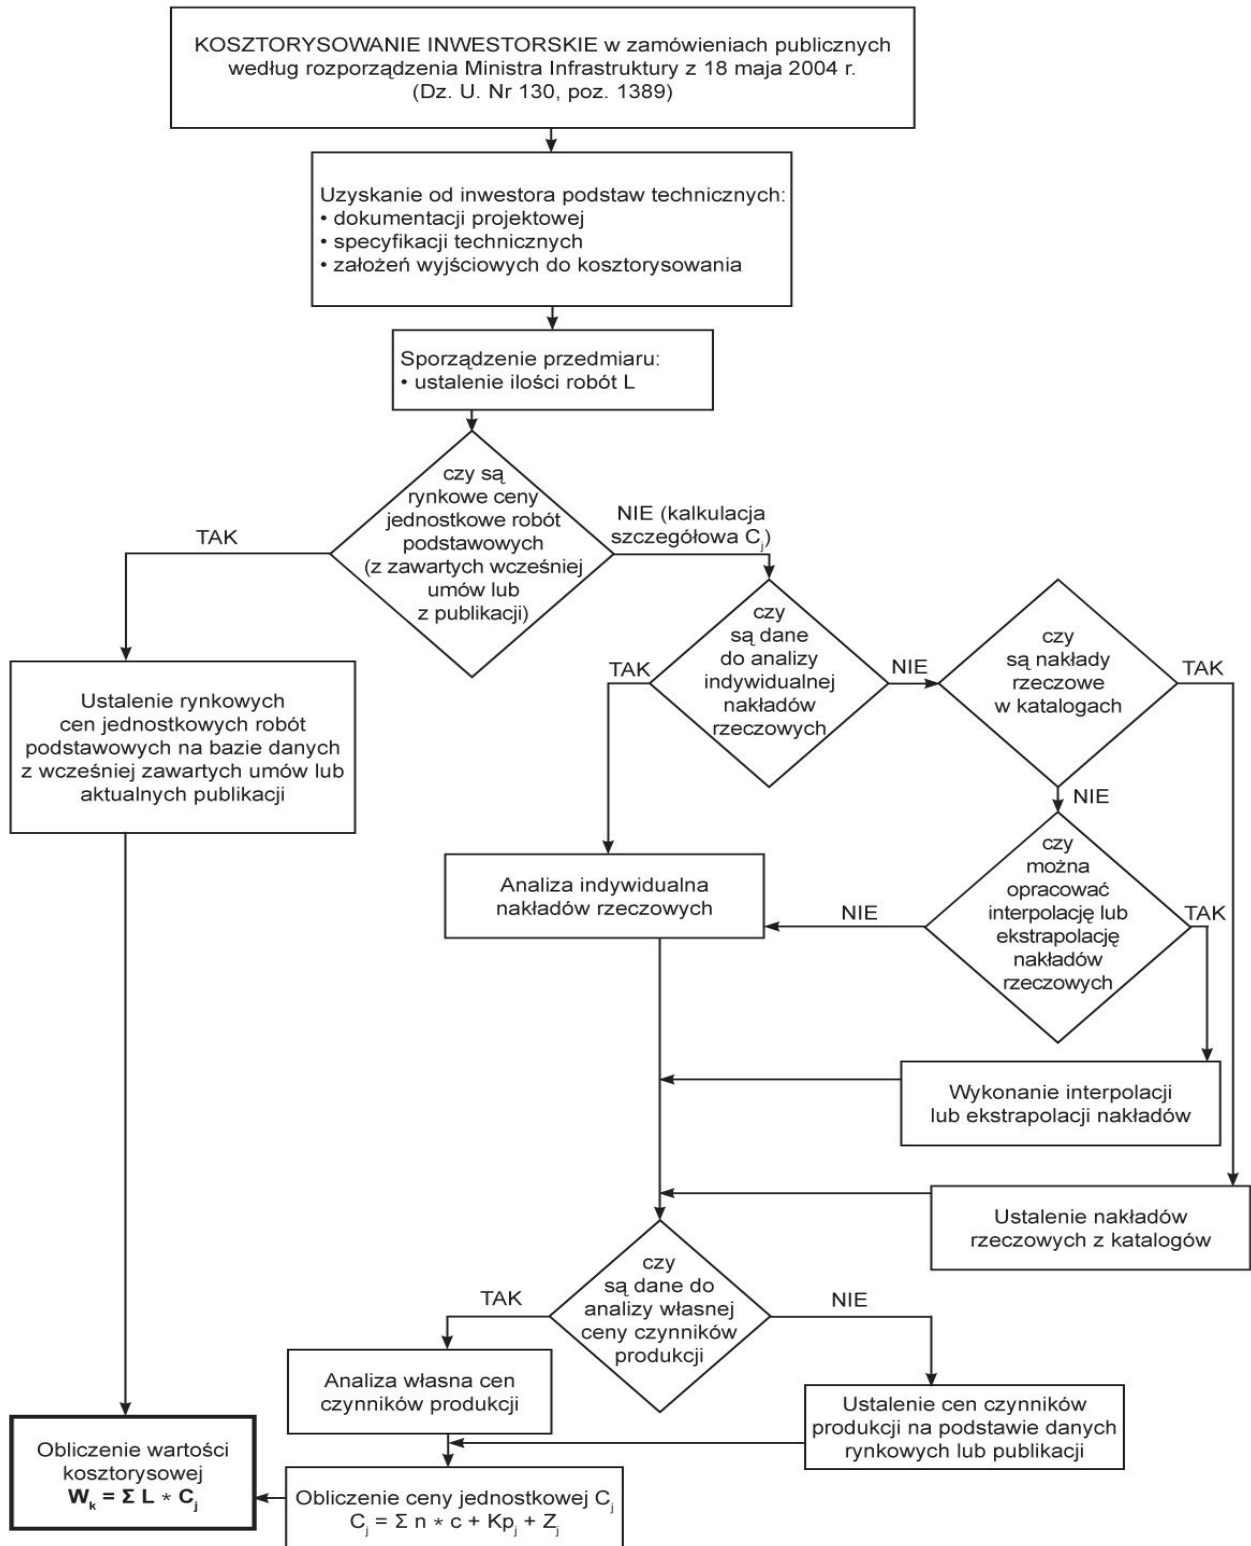 KOSZTORYSOWANIE INWESTORSKIE w zamówieniach publicznych
według rozporządzenia Ministra Infrastruktury z 18 maja 2004 r.
(Dz. U. Nr 130, poz. 1389)
Uzyskanie od inwestora podstaw technicznych:
• dokumentacji projektowej
• specyfikacji technicznych
• założeń wyjściowych do kosztorysowania
Sporządzenie przedmiaru:
• ustalenie ilości robót L
czy są
rynkowe ceny
jednostkowe robót
podstawowych
(z zawartych wcześniej
umów lub
z publikacji)
TAK
NIE (kalkulacja
szczegółowa Cj)
Ustalenie rynkowych
cen jednostkowych robót
podstawowych na bazie danych
z wcześniej zawartych umów lub
aktualnych publikacji
czy
są dane
do analizy
indywidualnej
nakładów
rzeczowych
TAK
NIE
czy
są nakłady
rzeczowe
w katalogach
TAK
NIE
czy
można
opracować
interpolację lub
ekstrapolację
nakładów
rzeczowych
NIE
TAK
Analiza indywidualna
nakładów rzeczowych
Wykonanie interpolacji
lub ekstrapolacji nakładów
Ustalenie nakładów
rzeczowych z katalogów
czy
są dane do
analizy własnej
ceny czynników
produkcji
TAK
NIE
Analiza własna cen
czynników produkcji
Ustalenie cen czynników
produkcji na podstawie danych
rynkowych lub publikacji
Obliczenie ceny jednostkowej Cj
Cj = Σ n * c + Kpj + Zj
Obliczenie wartości
kosztorysowej
Wk = Σ L * Cj